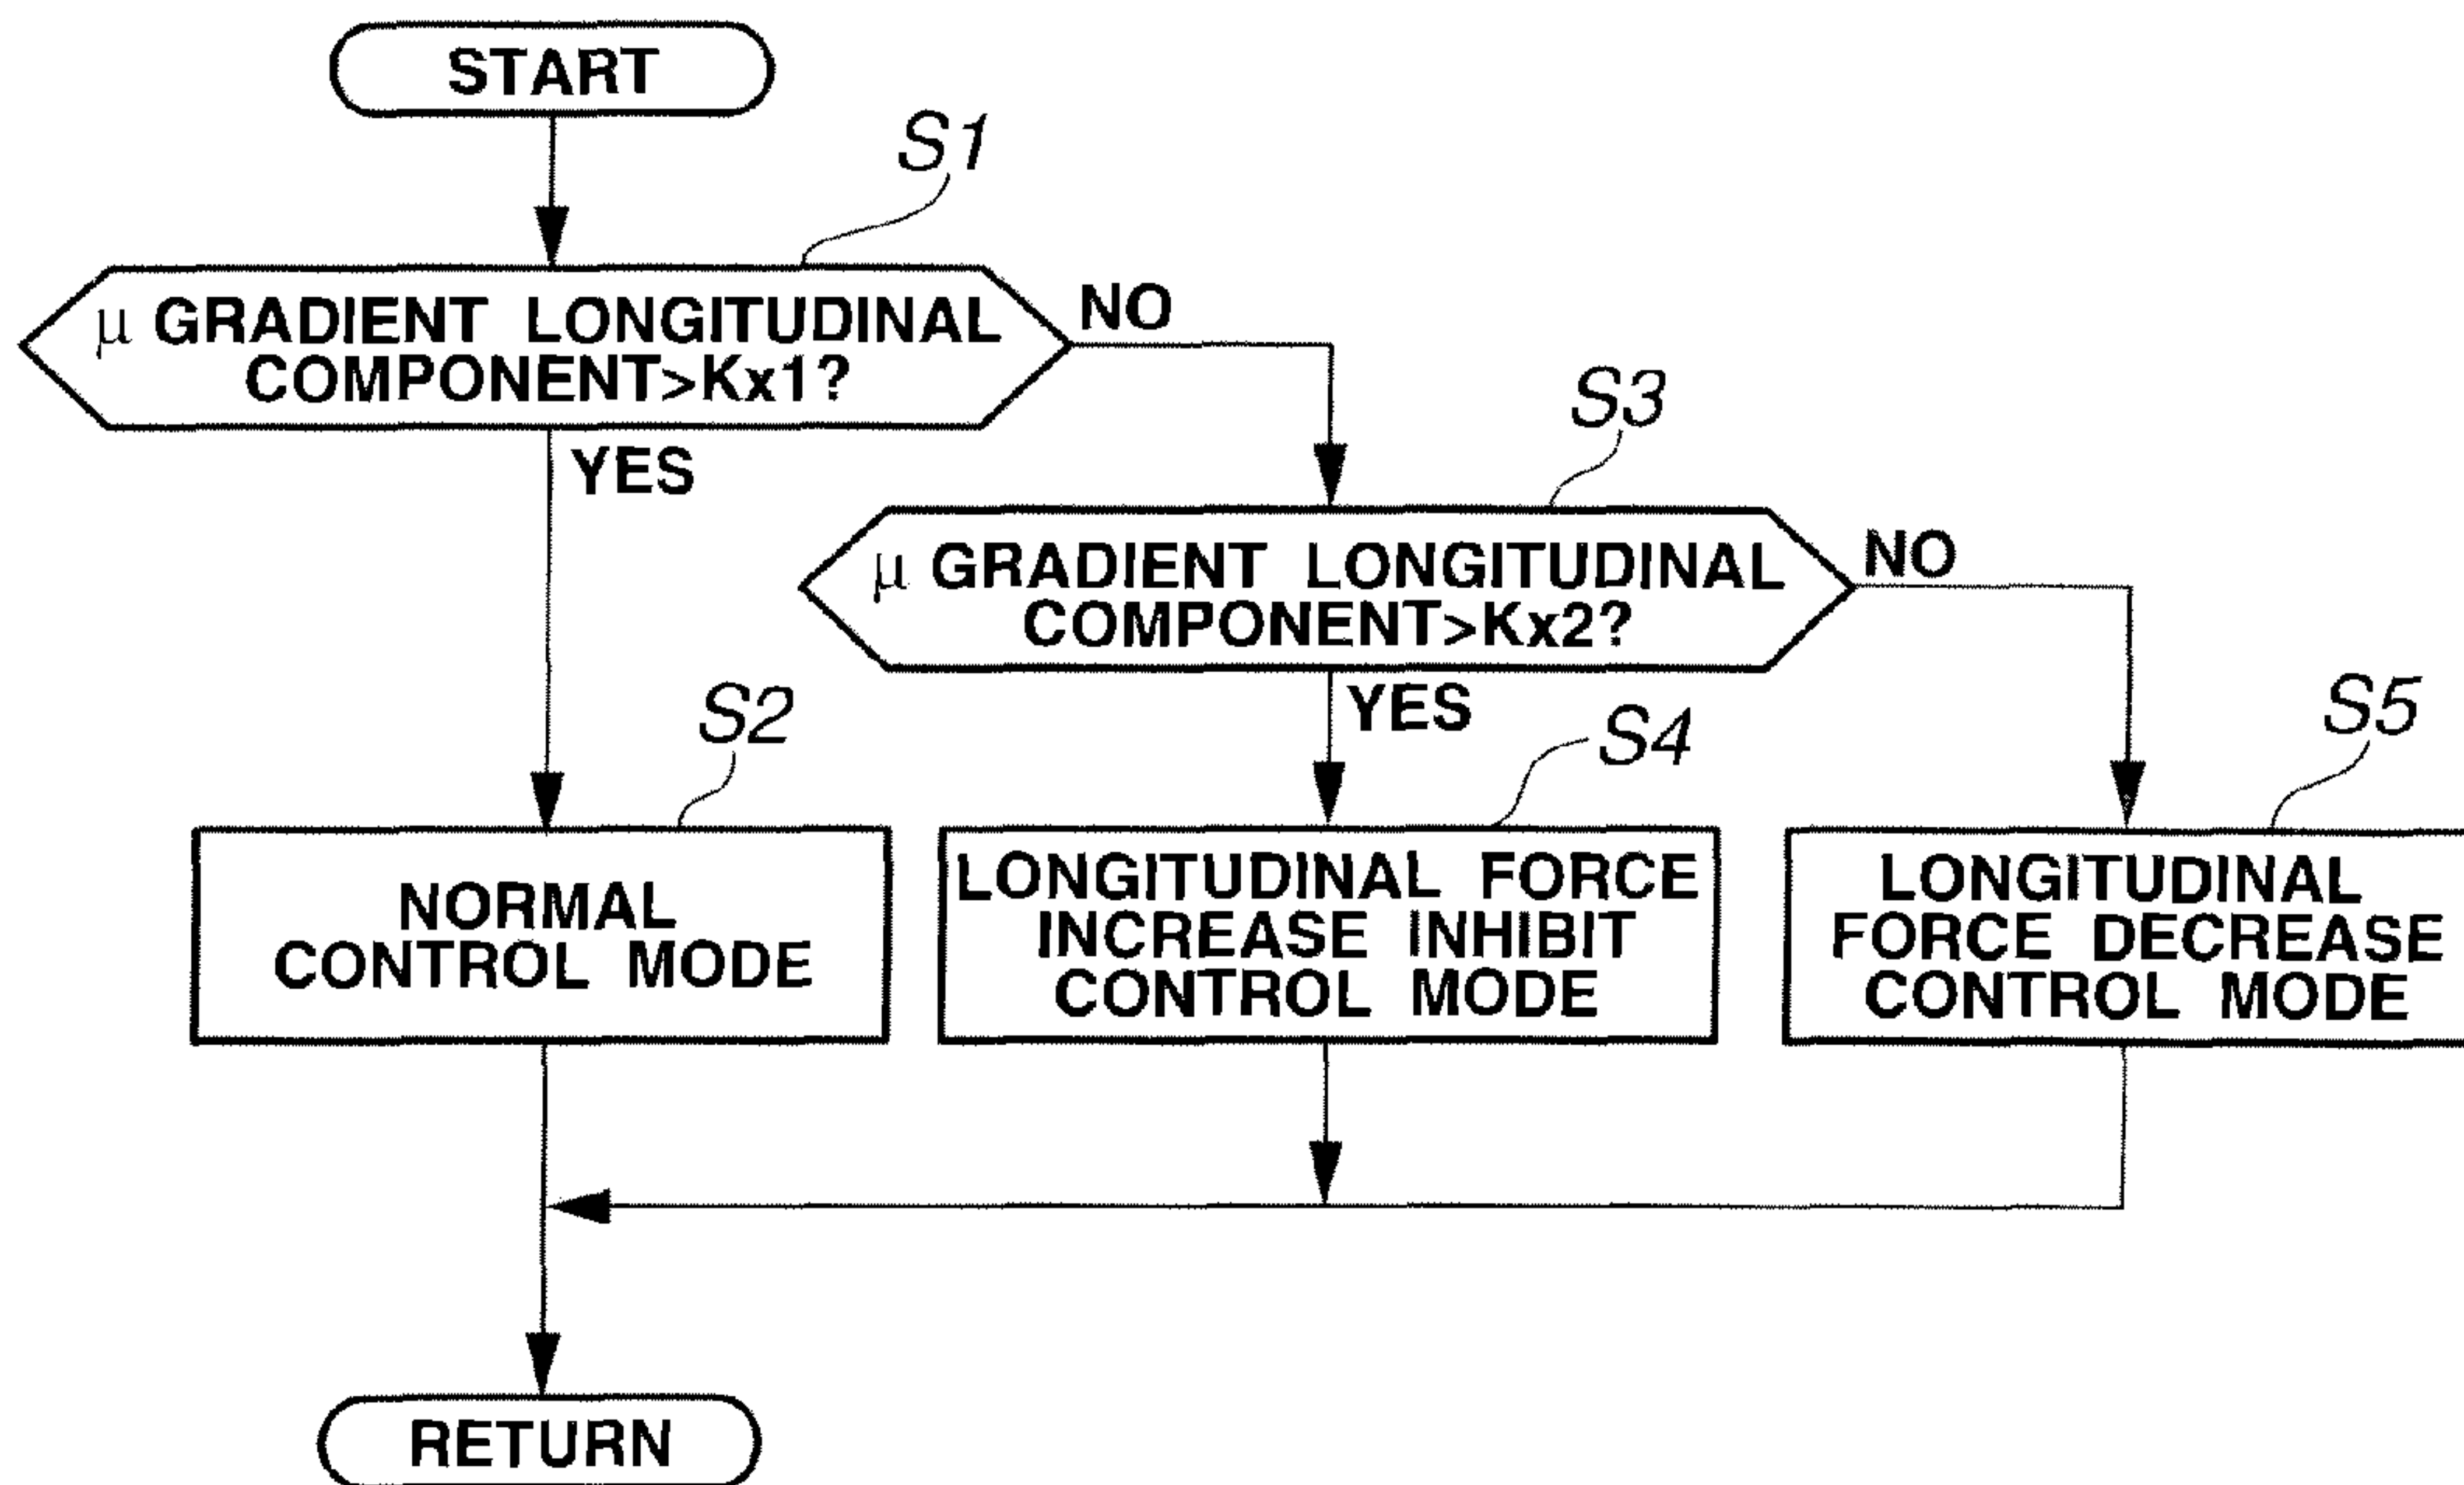 START
S1
μ GRADIENT LONGITUDINAL
COMPONENT>Kx1?
NO
YES
S3
μ GRADIENT LONGITUDINAL
COMPONENT>Kx2?
NO
YES
S2
NORMAL
CONTROL MODE
S4
LONGITUDINAL FORCE
INCREASE INHIBIT
CONTROL MODE
S5
LONGITUDINAL
FORCE DECREASE
CONTROL MODE
RETURN